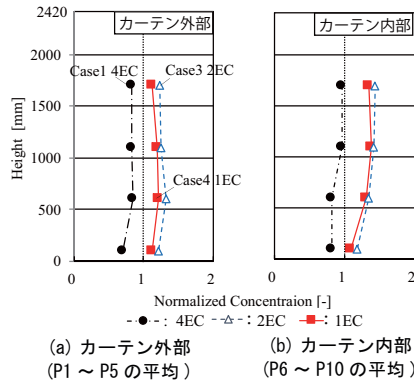 2420
2000
1500
1000
500
0
Height [mm]
カーテン外部
Case1 4EC
Case3 2EC
Case4 1EC
0 1 2
カーテン内部
0 1 2
Normalized Concentraion [-]
: 4EC : 2EC : 1EC
(a) カーテン外部
(P1 ~ P5 の平均)
(b) カーテン内部
(P6 ~ P10 の平均)